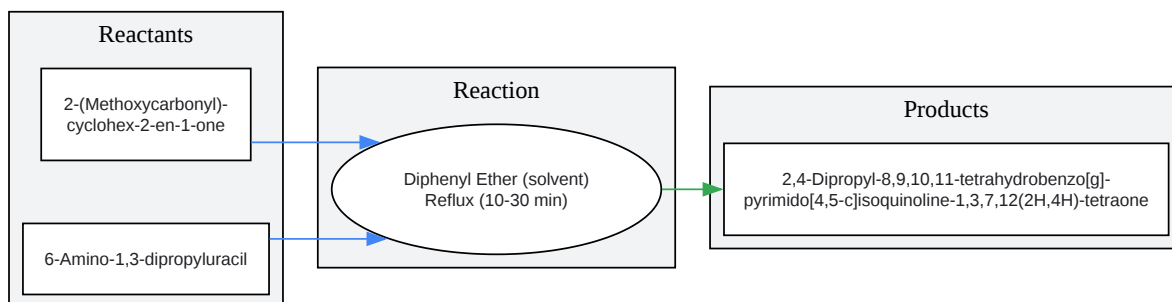 Reactants
2-(Methoxycarbonyl)-
cyclohex-2-en-1-one
6-Amino-1,3-dipropyluracil
Reaction
Diphenyl Ether (solvent)
Reflux (10-30 min)
Products
2,4-Dipropyl-8,9,10,11-tetrahydrobenzo[g]-
pyrimido[4,5-c]isoquinoline-1,3,7,12(2H,4H)-tetraone